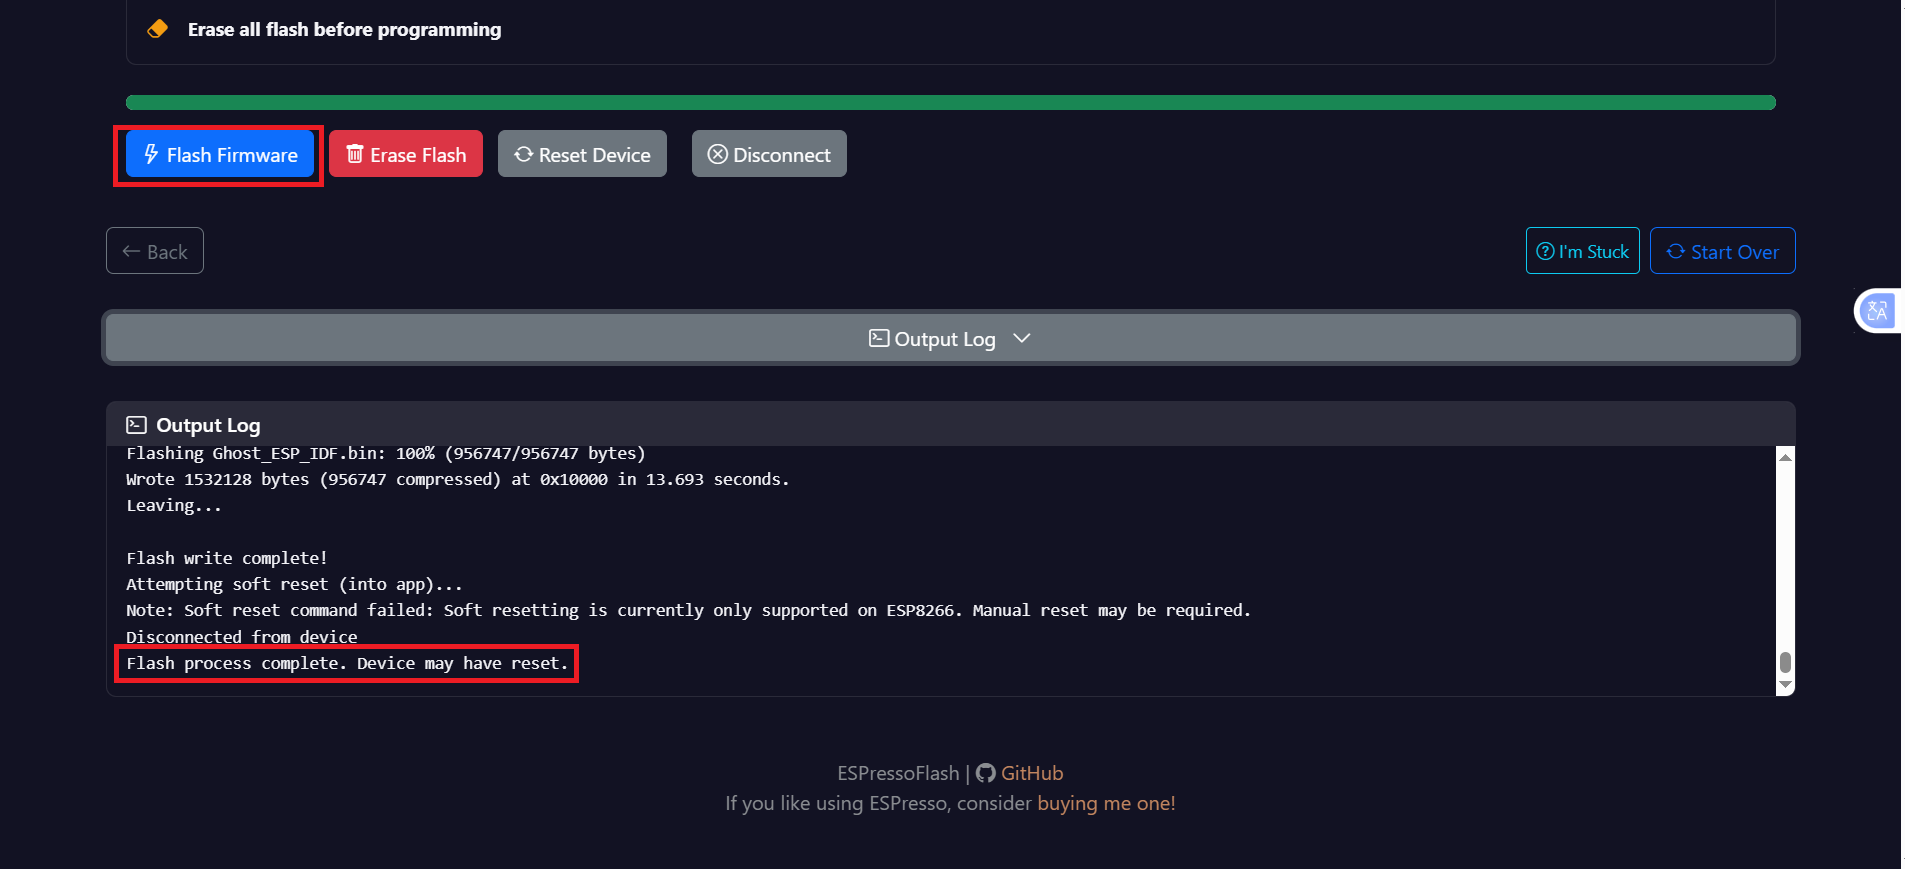 Erase all flash before programming
Flash Firmware
Erase Flash
Reset Device
Disconnect
Back
I'm Stuck
Start Over
Output Log
Output Log
Flashing Ghost_ESP_IDF.bin: 100% (956747/956747 bytes)
Wrote 1532128 bytes (956747 compressed) at 0x10000 in 13.693 seconds.
Leaving...
Flash write complete!
Attempting soft reset (into app)...
Note: Soft reset command failed: Soft resetting is currently only supported on ESP8266. Manual reset may be required.
Disconnected from device
Flash process complete. Device may have reset.
ESPressoFlash | GitHub
If you like using ESPresso, consider buying me one!